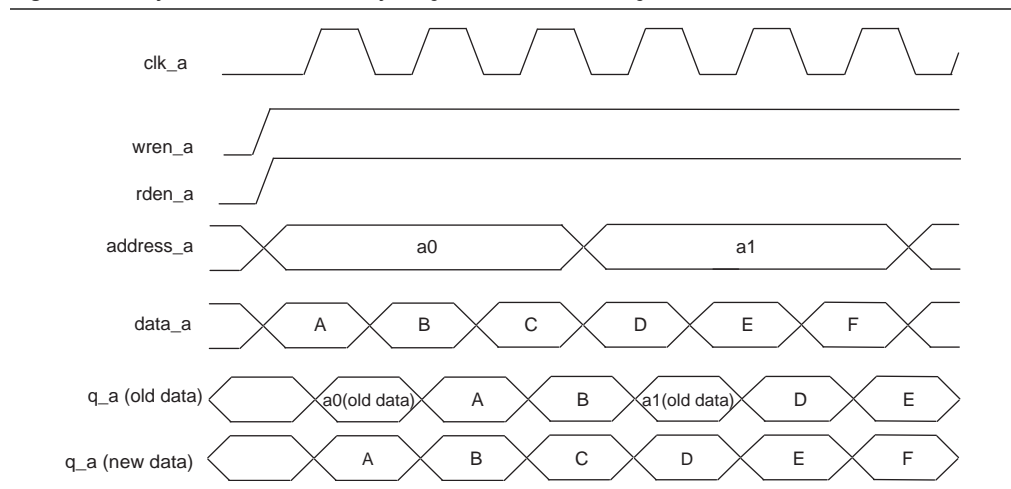 clk_a
wren_a
rden_a
address_a a0 a1
data_a A B C D E F
q_a (old data) a0(old data) A B a1(old data) D E
q_a (new data) A B C D E F